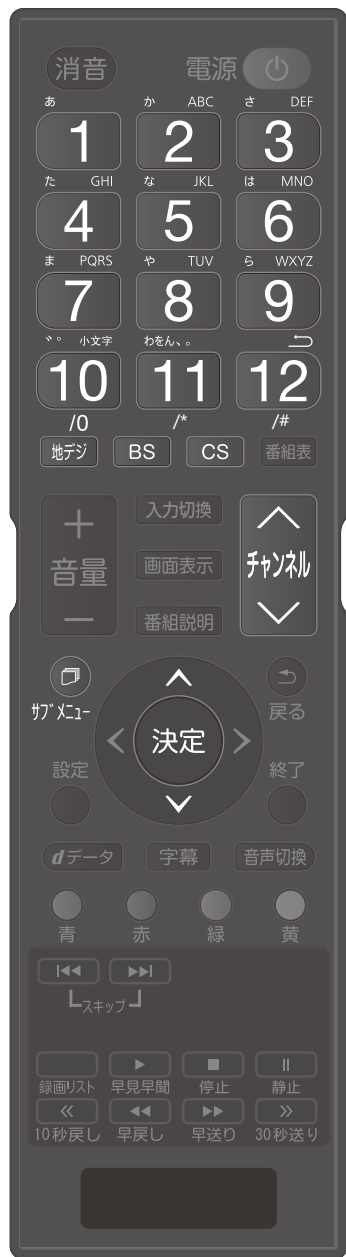 消音 電源
あ か ABC さ DEF
1 2 3
た GHI な JKL は MNO
4 5 6
ま PQRS や TUV ら WXYZ
7 8 9
゛゜ 小文字 わをん、。
10 11 12
/0 /* /#
地デジ BS CS 番組表
＋ 入力切換
音量 画面表示 チャンネル
－ 番組説明
サブメニュー 戻る
決定
設定 終了
dデータ 字幕 音声切換
青 赤 緑 黄
スキップ
録画リスト 早見早聞 停止 静止
10秒戻し 早戻し 早送り 30秒送り